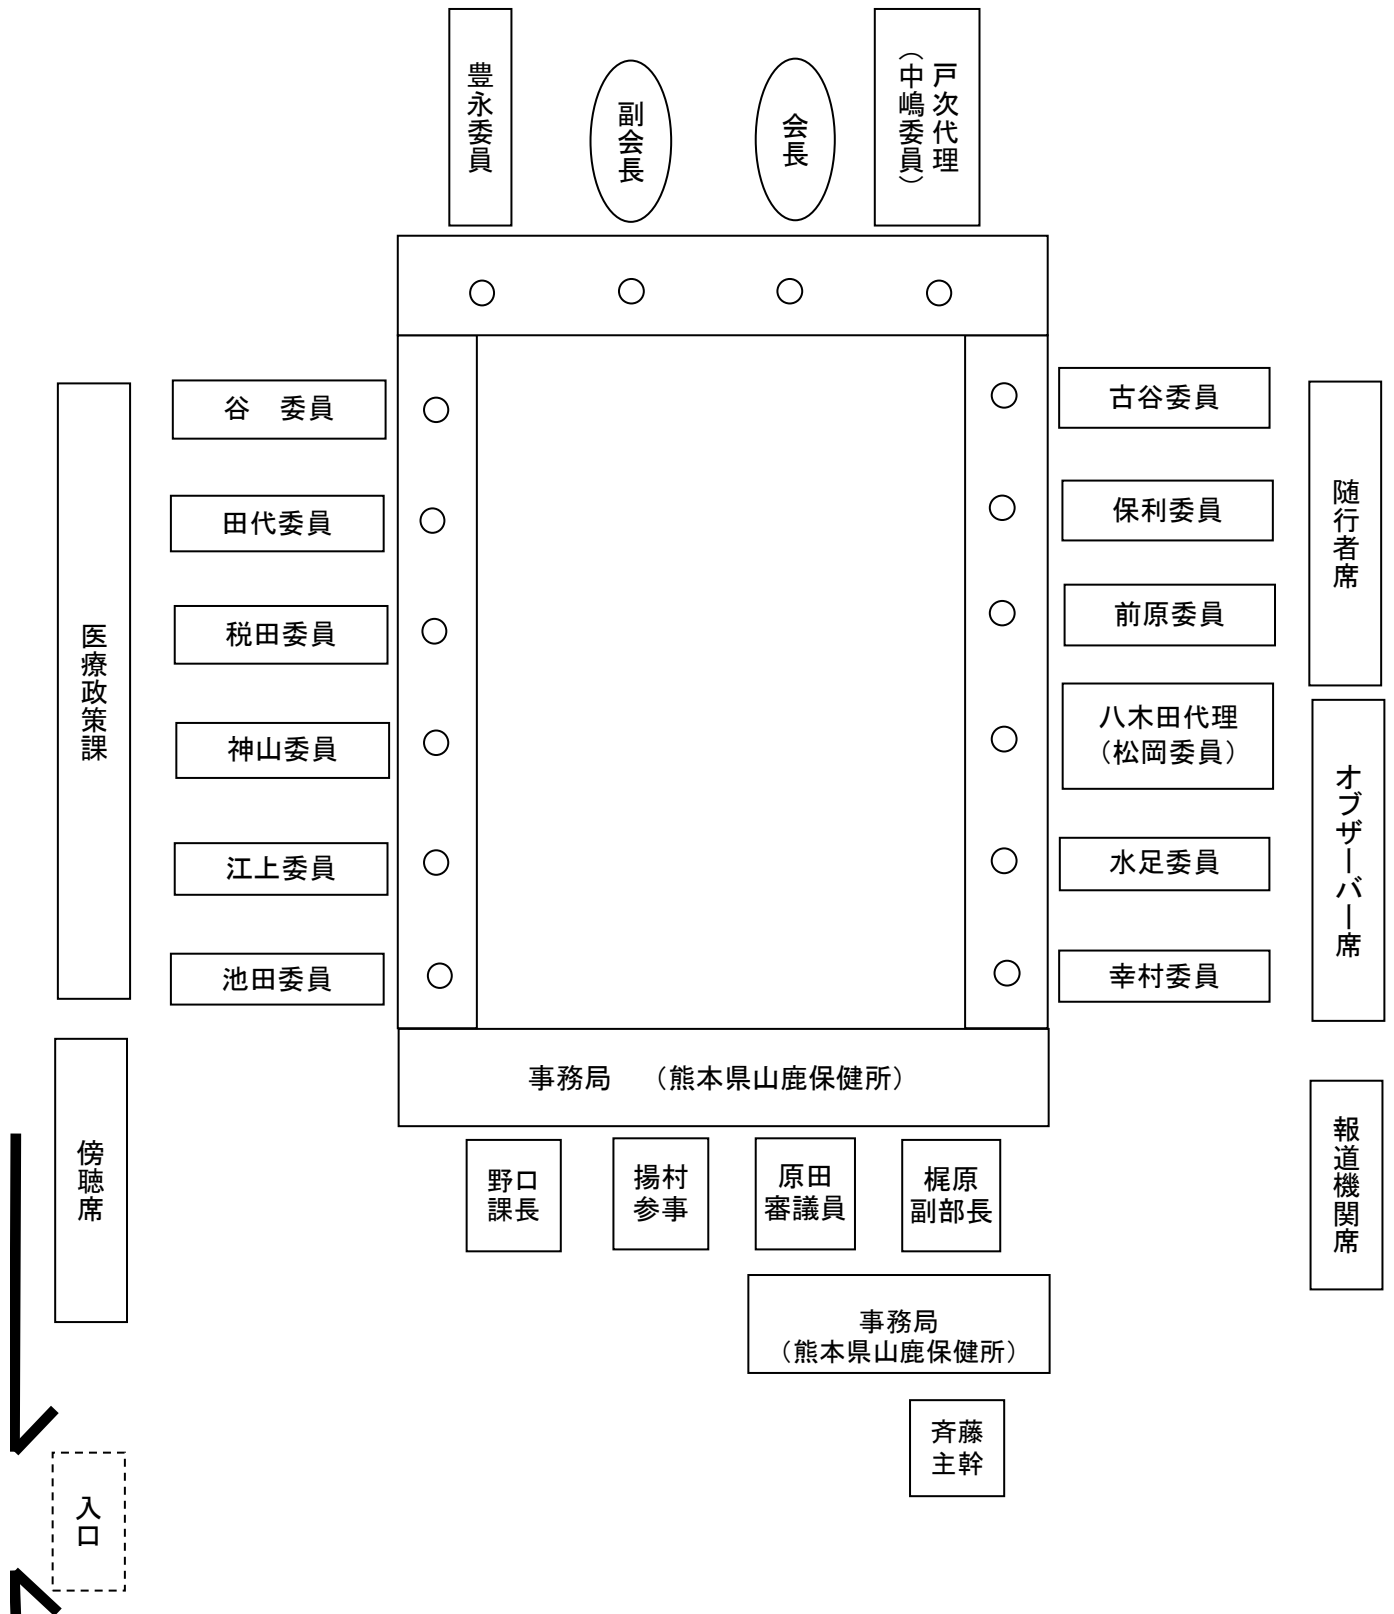 豊永委員
副会長
会長
戸次代理
（中嶋委員）
谷　委員
田代委員
税田委員
神山委員
江上委員
池田委員
古谷委員
保利委員
前原委員
八木田代理
（松岡委員）
水足委員
幸村委員
医療政策課
傍聴席
入口
随行者席
オブザーバー席
報道機関席
事務局　（熊本県山鹿保健所）
野口
課長
揚村
参事
原田
審議員
梶原
副部長
事務局
（熊本県山鹿保健所）
斉藤
主幹